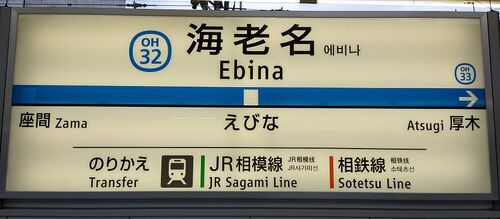 OH
32
海老名 에비나
Ebina
OH
33
座間 Zama
えびな
Atsugi 厚木
のりかえ
Transfer
JR相模線 JR相模线
JR사가미선
JR Sagami Line
相鉄線 相铁线
소테츠선
Sotetsu Line